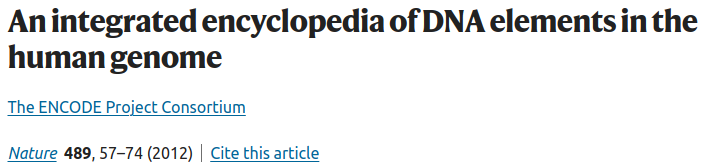 An integrated encyclopedia of DNA elements in the
human genome
The ENCODE Project Consortium
Nature 489, 57–74 (2012) | Cite this article